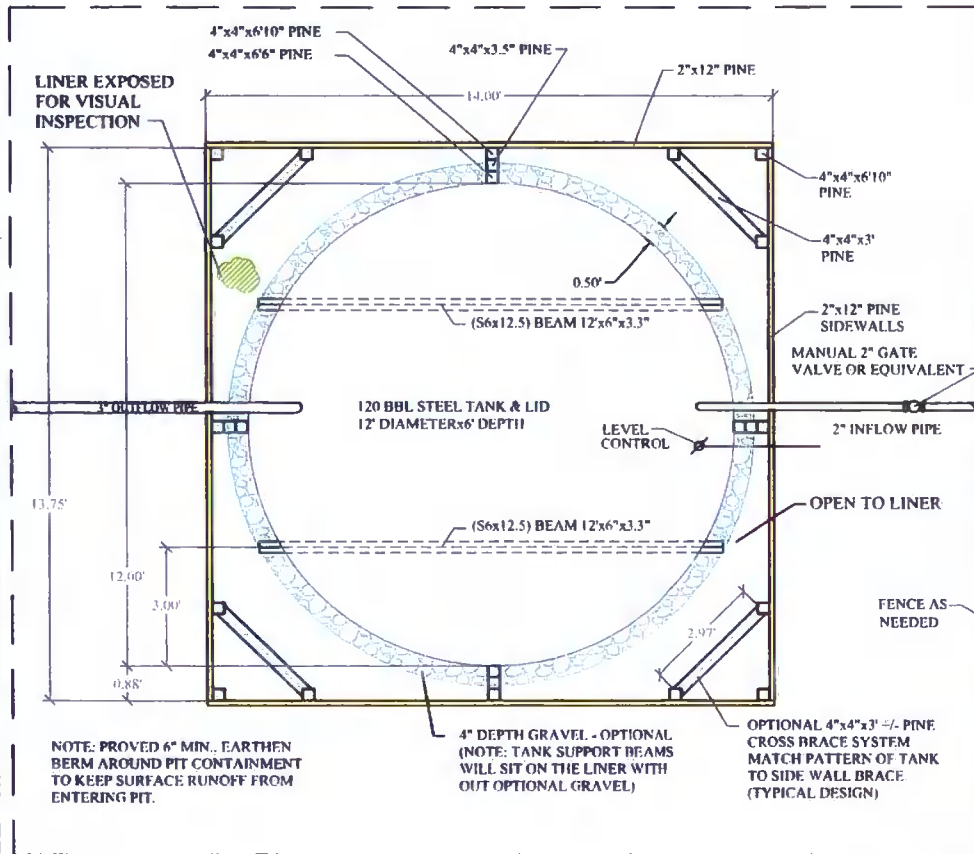 4"x4"x6'10" PINE
4"x4"x6'6" PINE
4"x4"x3.5" PINE
2"x12" PINE
LINER EXPOSED
FOR VISUAL
INSPECTION
14.00'
4"x4"x6'10"
PINE
4"x4"x3'
PINE
0.50'
(S6x12.5) BEAM 12'x6"x3.3"
2"x12" PINE
SIDEWALLS
MANUAL 2" GATE
VALVE OR EQUIVALENT
3" OUTFLOW PIPE
120 BBL STEEL TANK & LID
12' DIAMETERx6' DEPTH
LEVEL
CONTROL
2" INFLOW PIPE
13.75'
OPEN TO LINER
(S6x12.5) BEAM 12'x6"x3.3"
12.00'
3.00'
FENCE AS
NEEDED
2.97'
0.88'
NOTE: PROVED 6" MIN., EARTHEN
BERM AROUND PIT CONTAINMENT
TO KEEP SURFACE RUNOFF FROM
ENTERING PIT.
4" DEPTH GRAVEL - OPTIONAL
(NOTE: TANK SUPPORT BEAMS
WILL SIT ON THE LINER WITH
OUT OPTIONAL GRAVEL)
OPTIONAL 4"x4"x3' +/- PINE
CROSS BRACE SYSTEM
MATCH PATTERN OF TANK
TO SIDE WALL BRACE
(TYPICAL DESIGN)